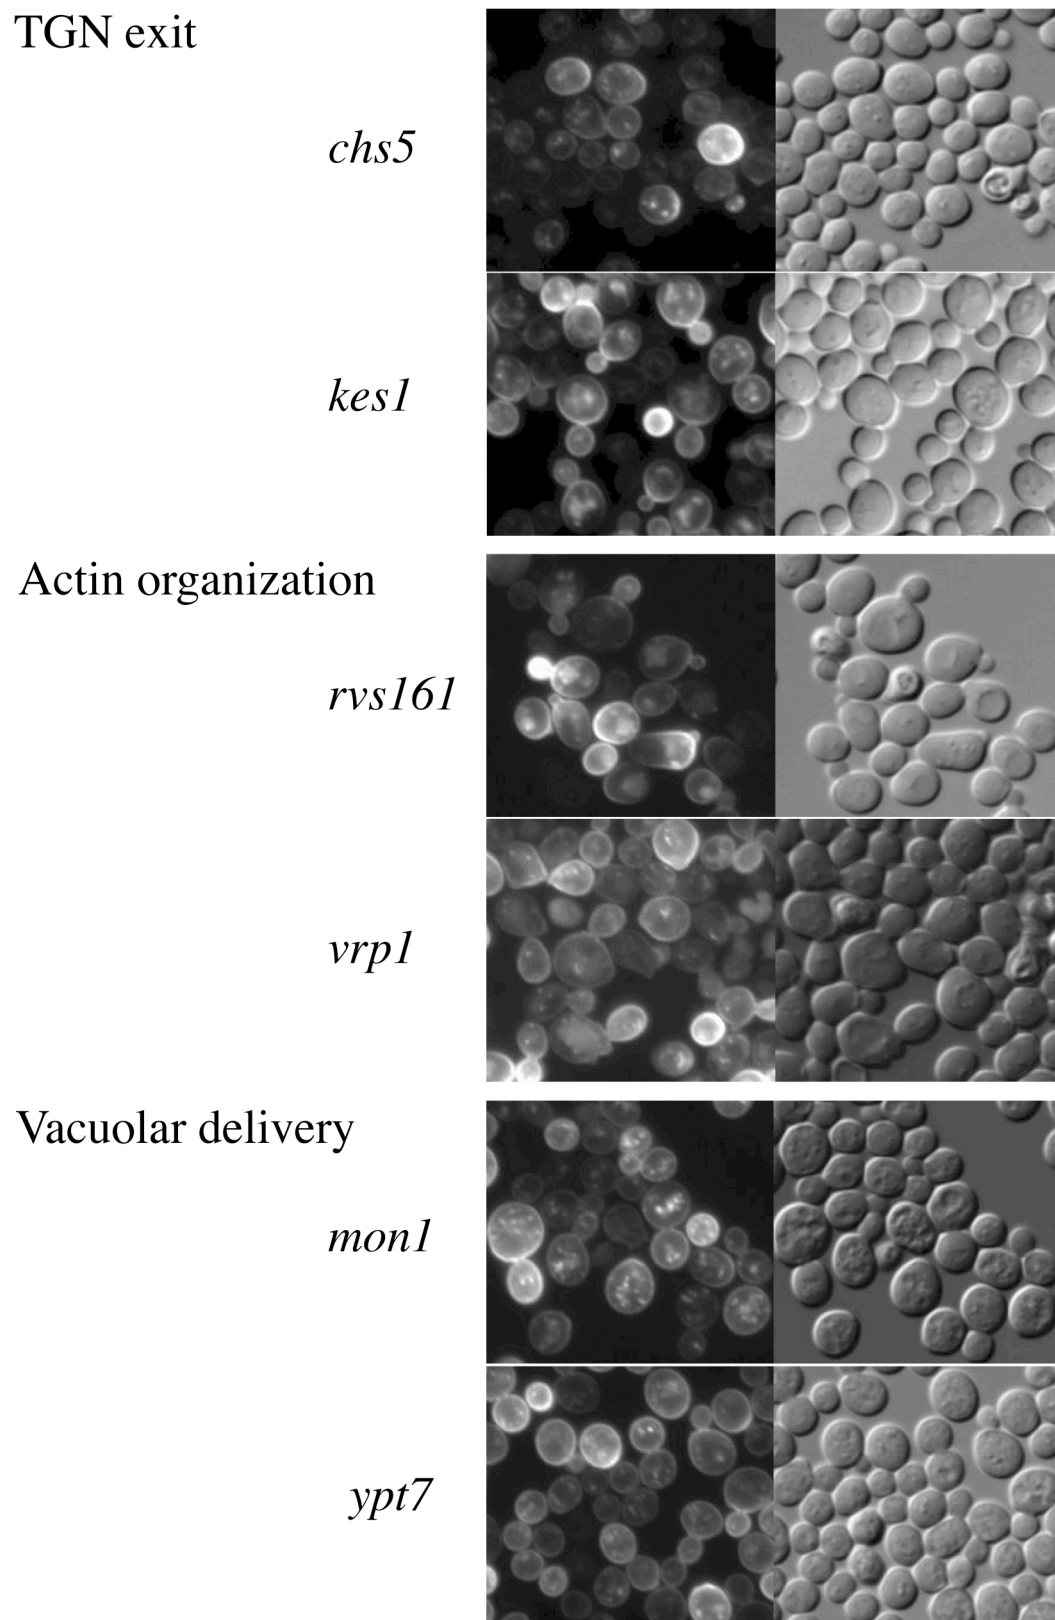 TGN exit
chs5
kes1
Actin organization
rvs161
vrp1
Vacuolar delivery
mon1
ypt7